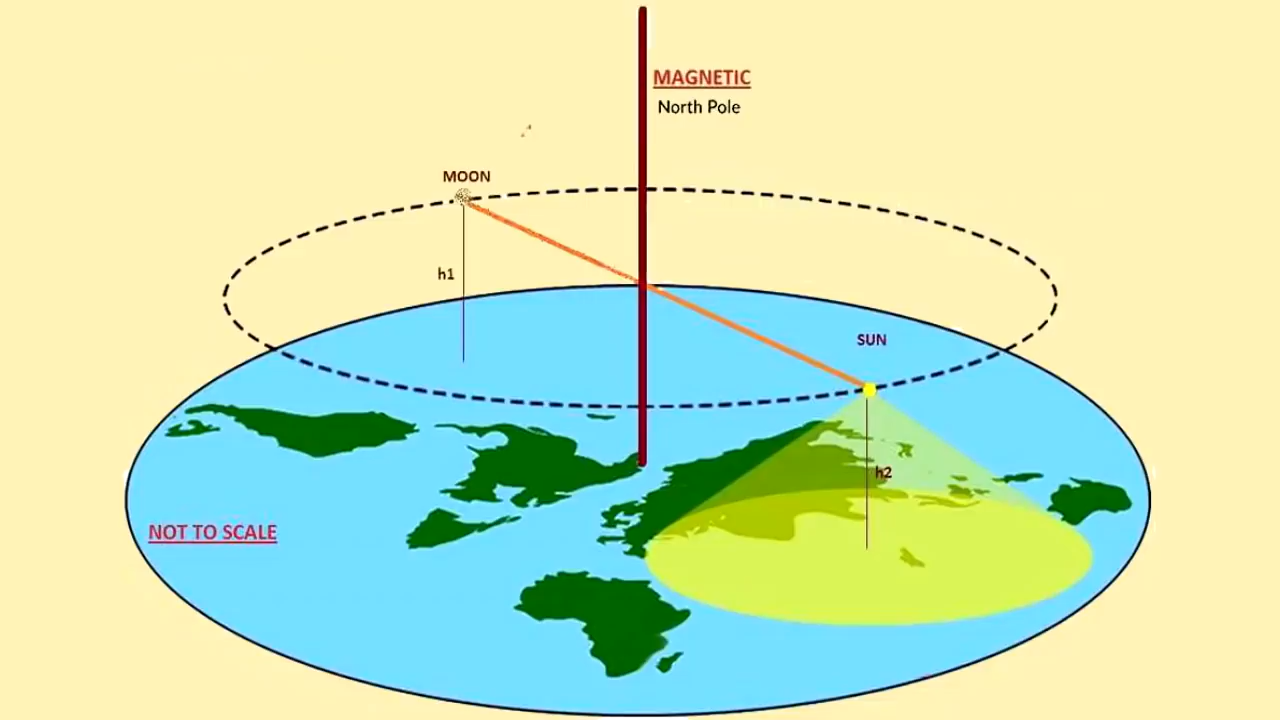 MAGNETIC
North Pole
MOON
h1
SUN
h2
NOT TO SCALE